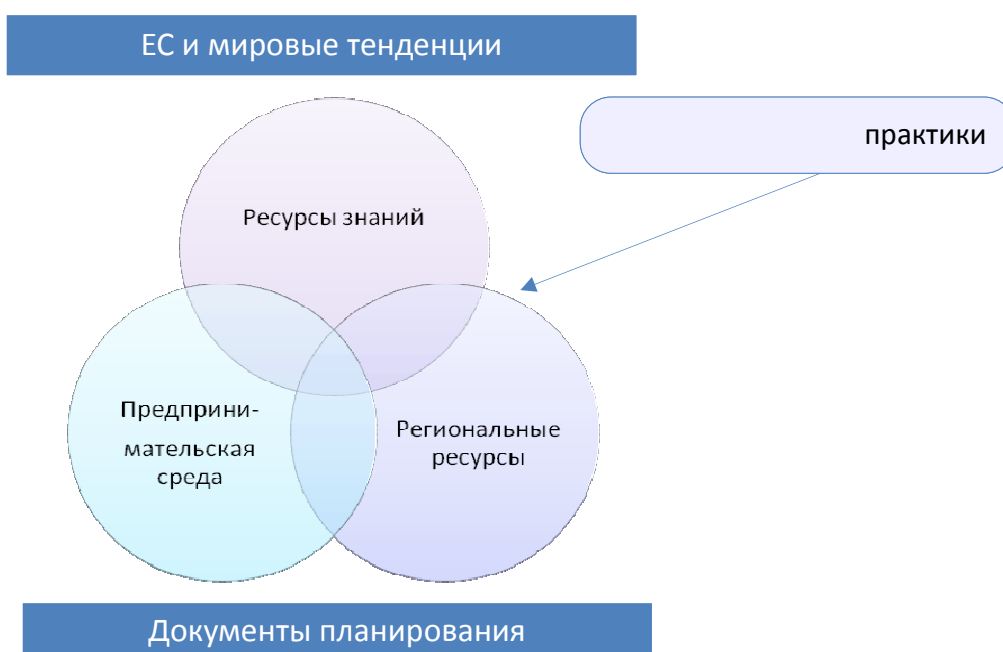 ЕС и мировые тенденции
практики
Ресурсы знаний
Предприни-
мательская
среда
Региональные
ресурсы
Документы планирования